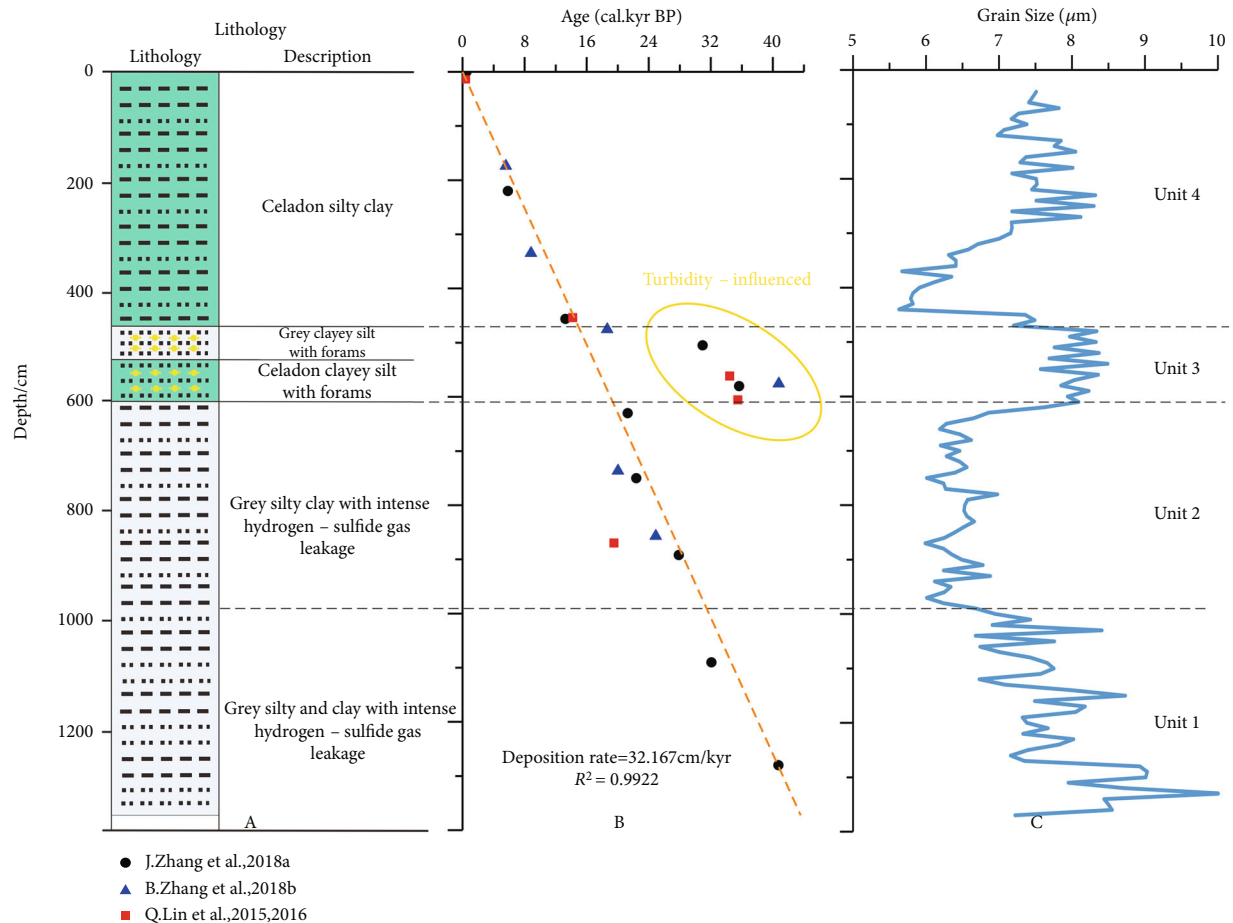 Lithology
Lithology
Description
Age (cal.kyr BP)
0 8 16 24 32 40
Grain Size (μm)
5 6 7 8 9 10
Depth/cm
0
200
400
600
800
1000
1200
Celadon silty clay
Grey clayey silt
with forams
Celadon clayey silt
with forams
Grey silty clay with intense
hydrogen – sulfide gas
leakage
Grey silty and clay with intense
hydrogen – sulfide gas
leakage
A
Turbidity – influenced
Deposition rate=32.167cm/kyr
R² = 0.9922
B
Unit 4
Unit 3
Unit 2
Unit 1
C
J.Zhang et al.,2018a
B.Zhang et al.,2018b
Q.Lin et al.,2015,2016